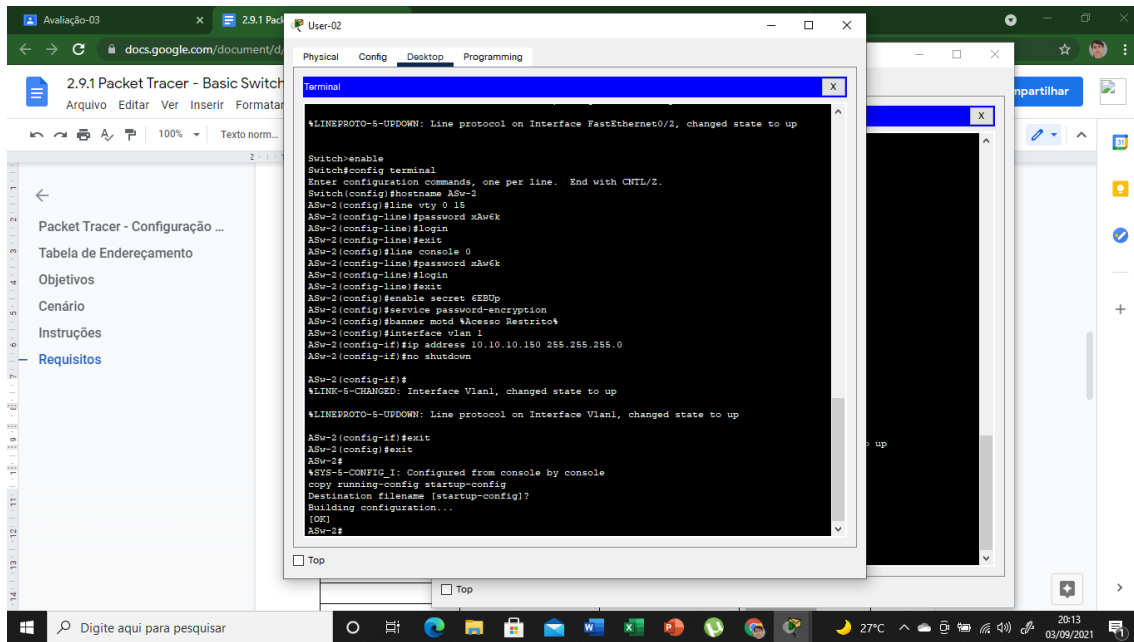 Avaliação-03
2.9.1 Pack
User-02
docs.google.com/document/d/
Physical Config Desktop Programming
2.9.1 Packet Tracer - Basic Switch
Arquivo Editar Ver Inserir Formatar
mpartilhar
100% Texto norm...
Terminal
X
X
%LINEPROTO-5-UPDOWN: Line protocol on Interface FastEthernet0/2, changed state to up
Switch>enable
Switch#config terminal
Enter configuration commands, one per line. End with CNTL/Z.
Switch(config)#hostname ASw-2
ASw-2(config)#line vty 0 15
ASw-2(config-line)#password xAw6k
ASw-2(config-line)#login
ASw-2(config-line)#exit
ASw-2(config)#line console 0
ASw-2(config-line)#password xAw6k
ASw-2(config-line)#login
ASw-2(config-line)#exit
ASw-2(config)#enable secret 6EBUp
ASw-2(config)#service password-encryption
ASw-2(config)#banner motd %Acesso Restrito%
ASw-2(config)#interface vlan 1
ASw-2(config-if)#ip address 10.10.10.150 255.255.255.0
ASw-2(config-if)#no shutdown
ASw-2(config-if)#
%LINK-5-CHANGED: Interface Vlan1, changed state to up
%LINEPROTO-5-UPDOWN: Line protocol on Interface Vlan1, changed state to up
ASw-2(config-if)#exit
ASw-2(config)#exit
ASw-2#
%SYS-5-CONFIG_I: Configured from console by console
copy running-config startup-config
Destination filename [startup-config]?
Building configuration...
[OK]
ASw-2#
up
Top
Top
Packet Tracer - Configuração ...
Tabela de Endereçamento
Objetivos
Cenário
Instruções
Requisitos
31
Digite aqui para pesquisar
27°C
20:13
03/09/2021